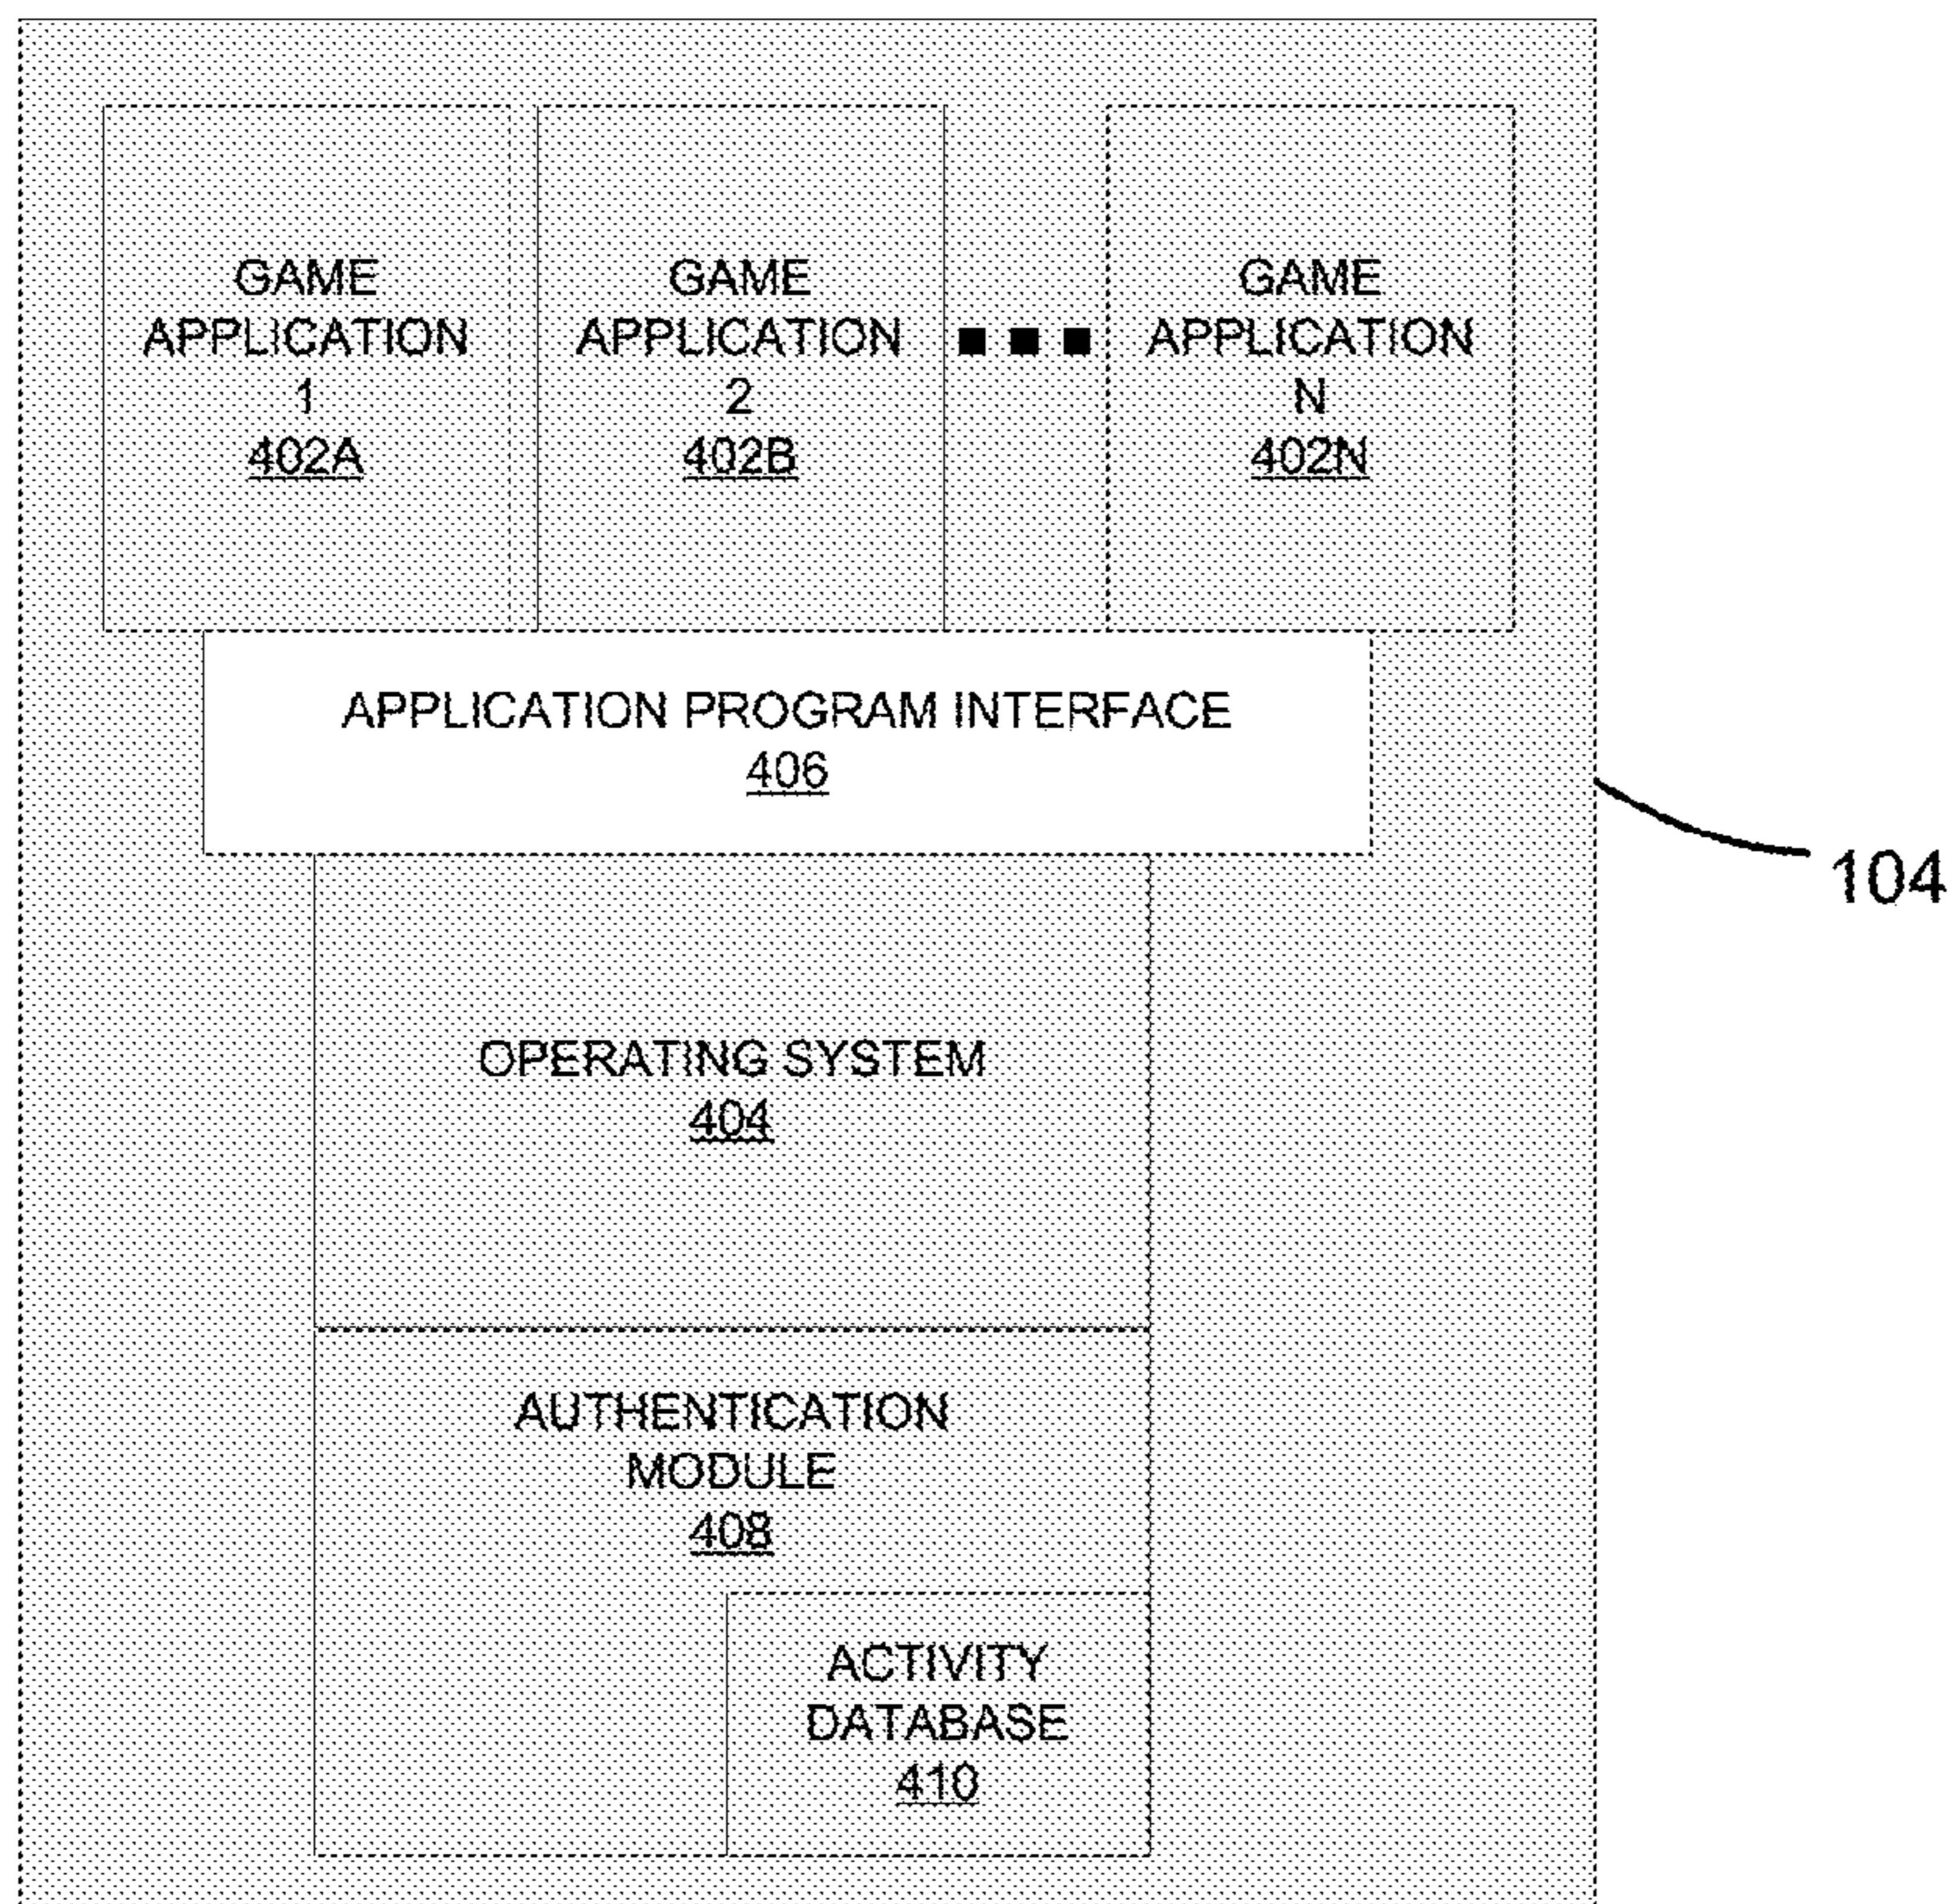 GAME
APPLICATION
1
402A
GAME
APPLICATION
2
402B
GAME
APPLICATION
N
402N
APPLICATION PROGRAM INTERFACE
406
104
OPERATING SYSTEM
404
AUTHENTICATION
MODULE
408
ACTIVITY
DATABASE
410